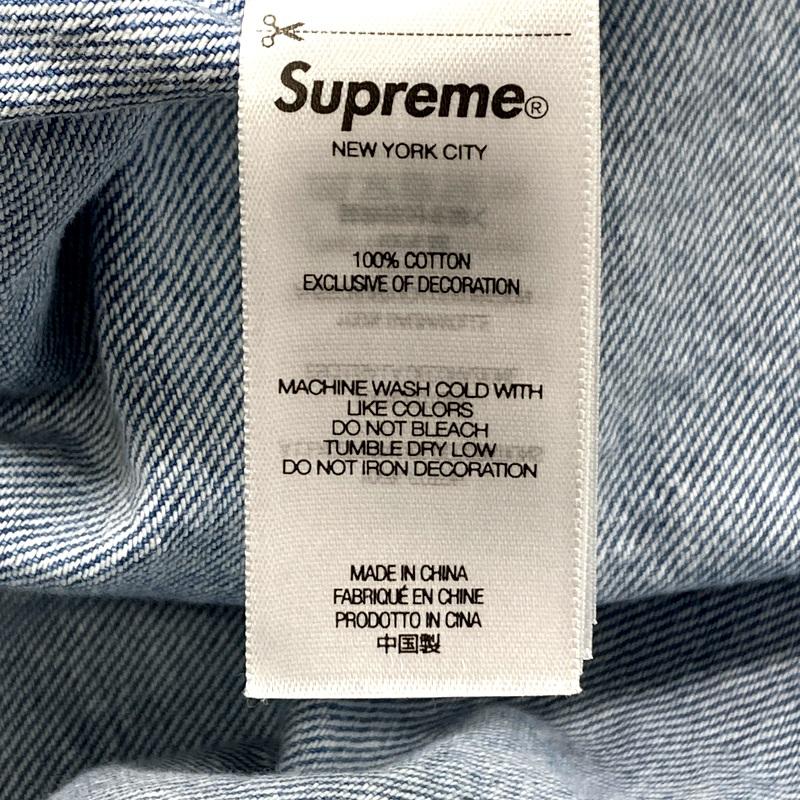 Supreme®
NEW YORK CITY
100% COTTON
EXCLUSIVE OF DECORATION
MACHINE WASH COLD WITH
LIKE COLORS
DO NOT BLEACH
TUMBLE DRY LOW
DO NOT IRON DECORATION
MADE IN CHINA
FABRIQUÉ EN CHINE
PRODOTTO IN CINA
中国製